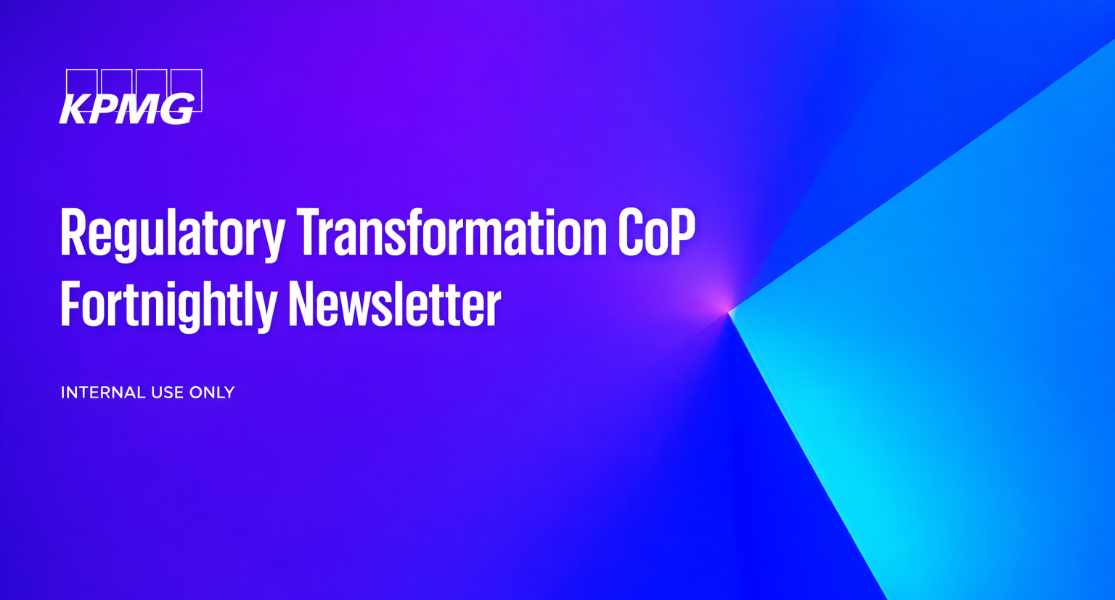 KPMG
Regulatory Transformation CoP
Fortnightly Newsletter
INTERNAL USE ONLY